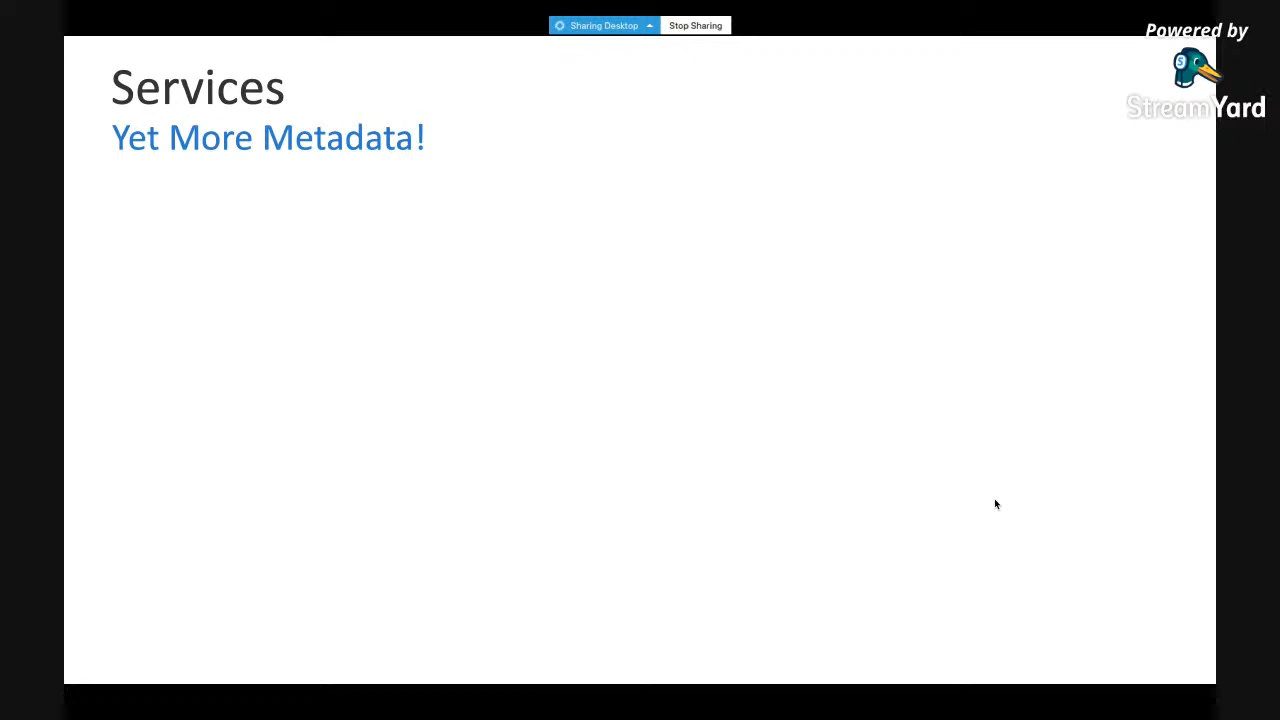 Sharing Desktop
Stop Sharing
Powered by
S
StreamYard
Services
Yet More Metadata!